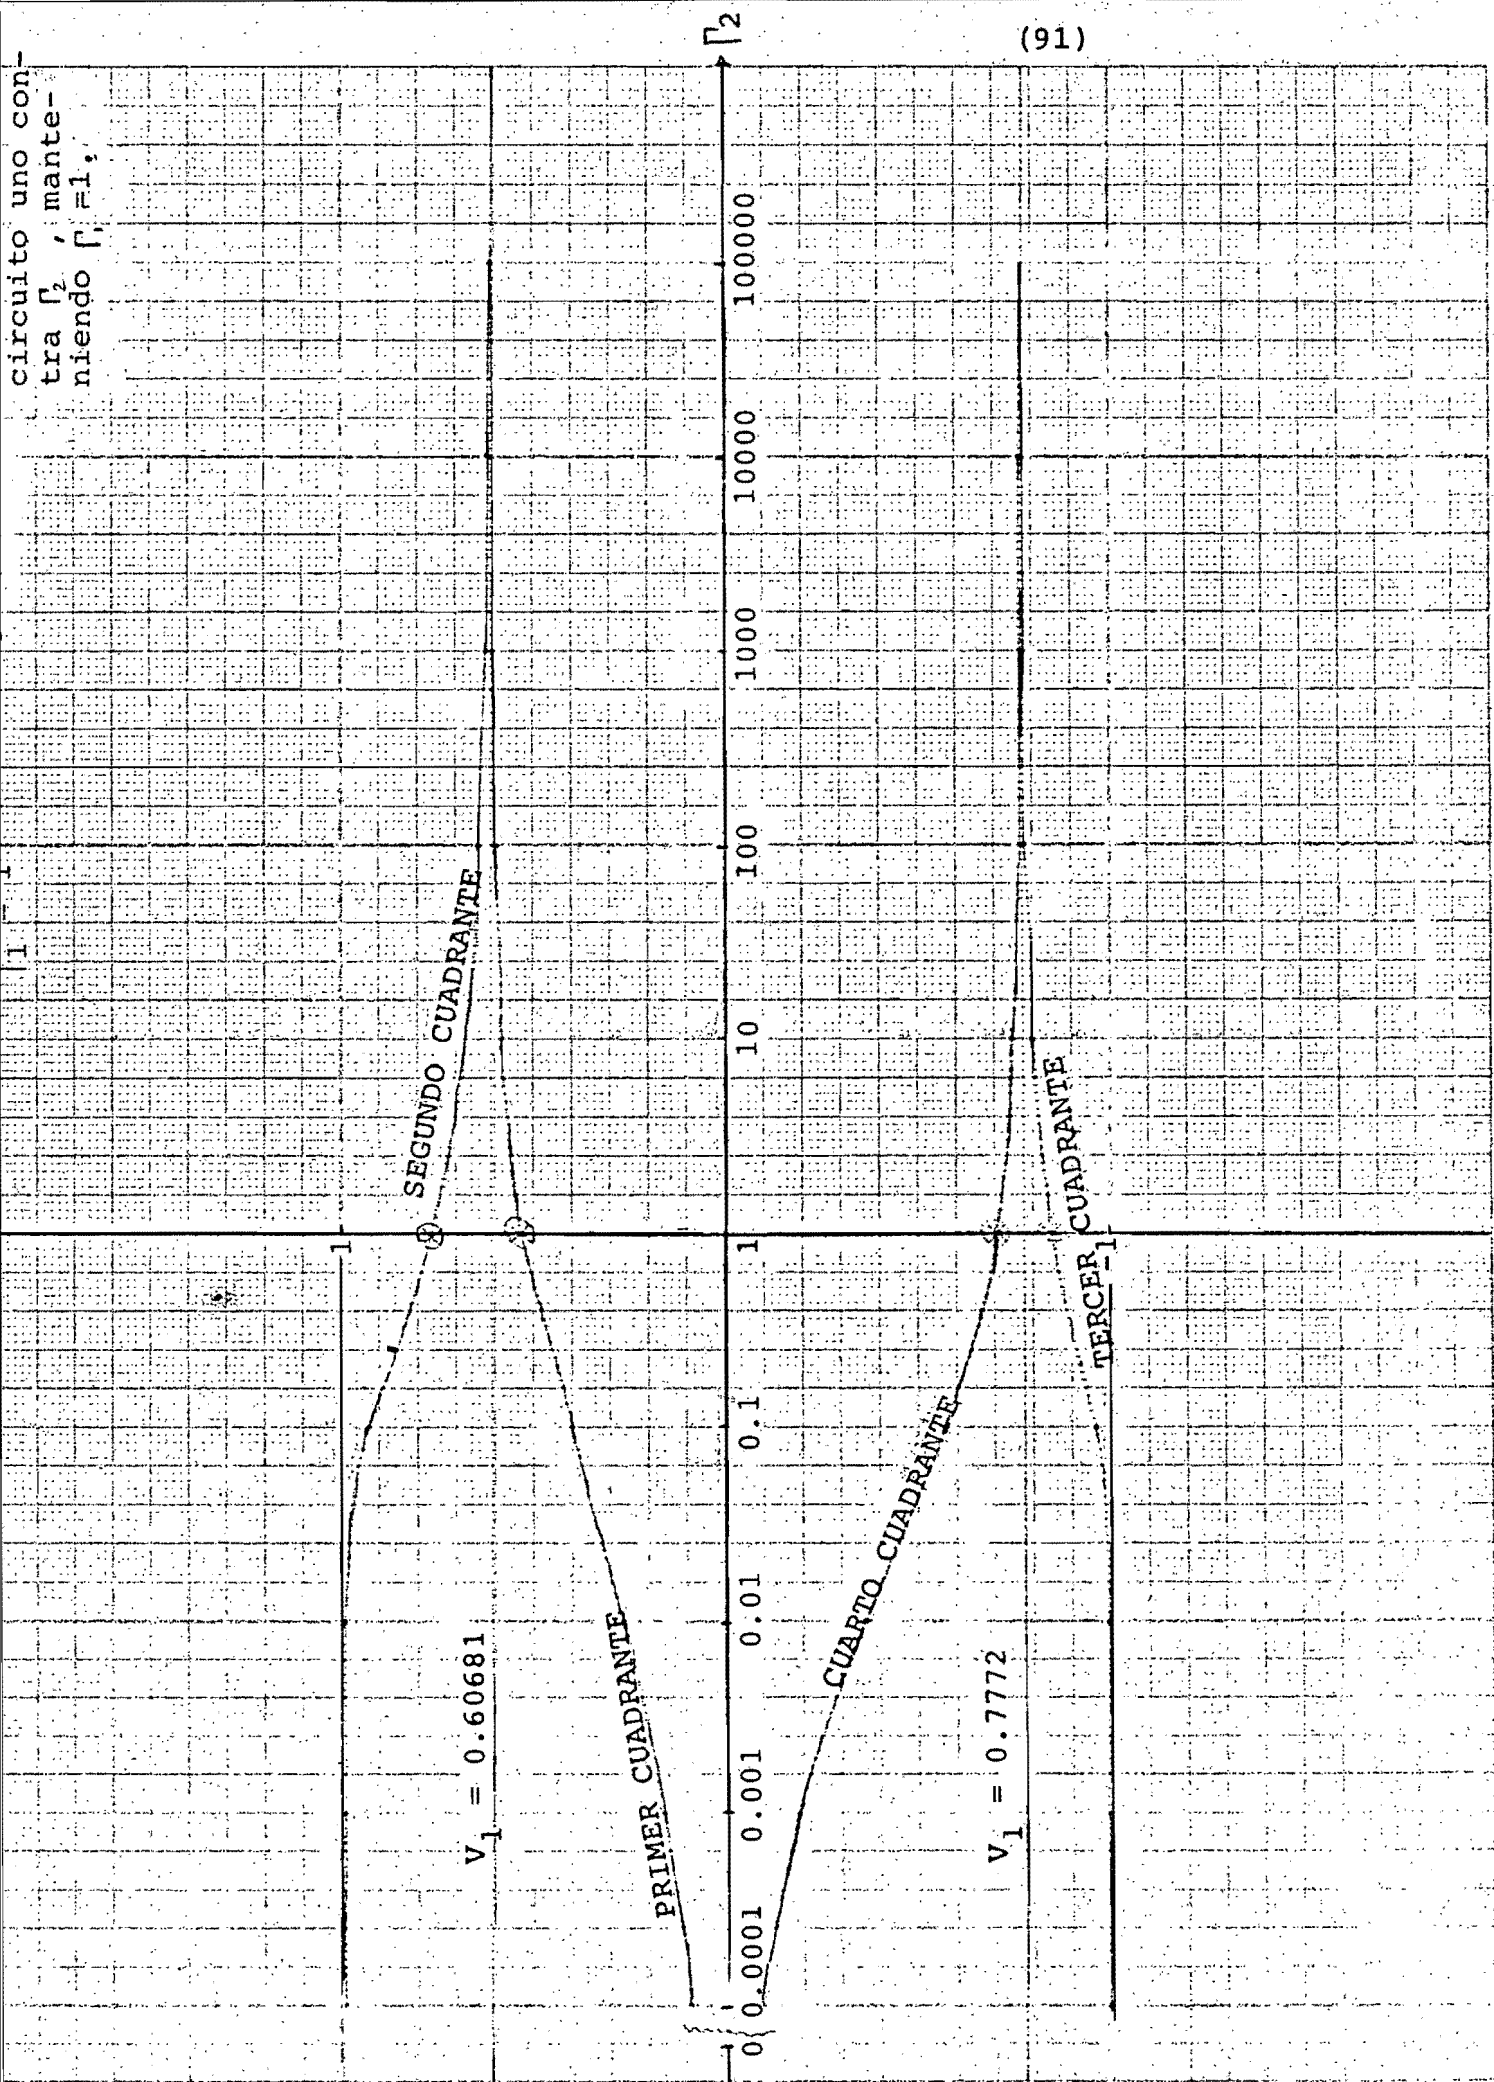 circuito uno con-
tra Γ₂, mante-
niendo Γ₁=1.
(91)
Γ₂
1
SEGUNDO CUADRANTE
V₁ = 0.60681
PRIMER CUADRANTE
0 0.0001 0.001 0.01 0.1 1 10 100 1000 10000 100000
CUARTO CUADRANTE
V₁ = 0.7772
TERCER CUADRANTE
-1